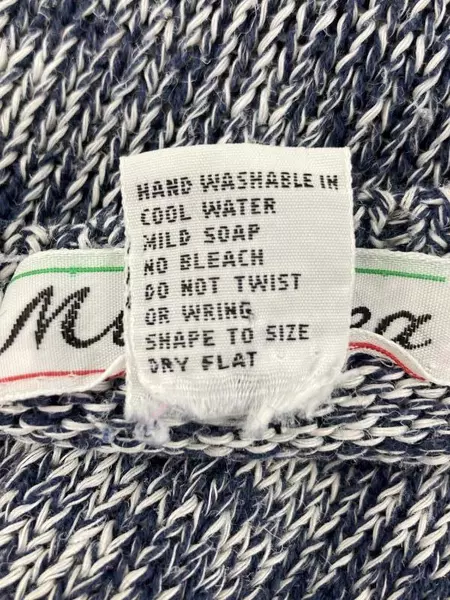 HAND WASHABLE IN
COOL WATER
MILD SOAP
NO BLEACH
DO NOT TWIST
OR WRING
SHAPE TO SIZE
DRY FLAT